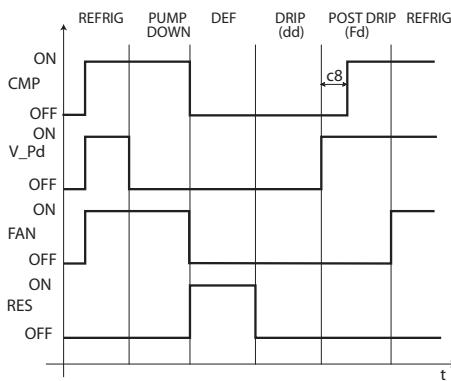 REFRIG PUMP DOWN DEF DRIP (dd) POST DRIP (Fd) REFRIG
ON
CMP
c8
OFF
ON
V_Pd
OFF
ON
FAN
OFF
ON
RES
OFF
t